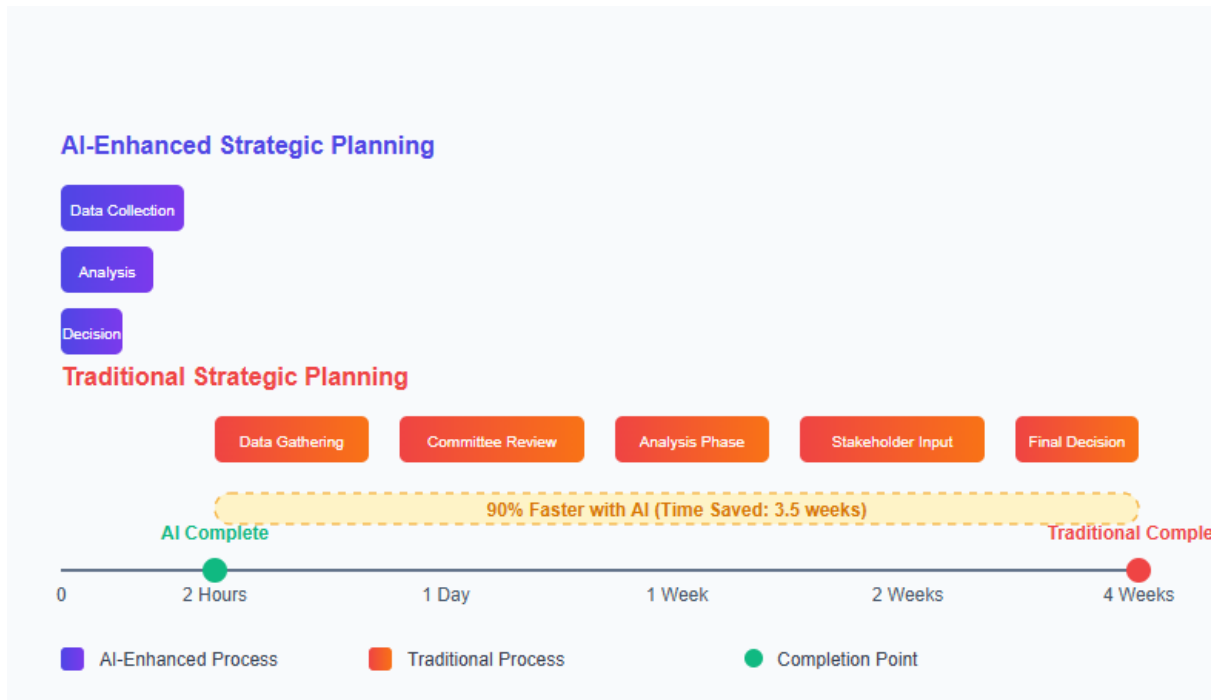 AI-Enhanced Strategic Planning
Data Collection
Analysis
Decision
Traditional Strategic Planning
Data Gathering
Committee Review
Analysis Phase
Stakeholder Input
Final Decision
90% Faster with AI (Time Saved: 3.5 weeks)
AI Complete
Traditional Comple
0
2 Hours
1 Day
1 Week
2 Weeks
4 Weeks
AI-Enhanced Process
Traditional Process
Completion Point